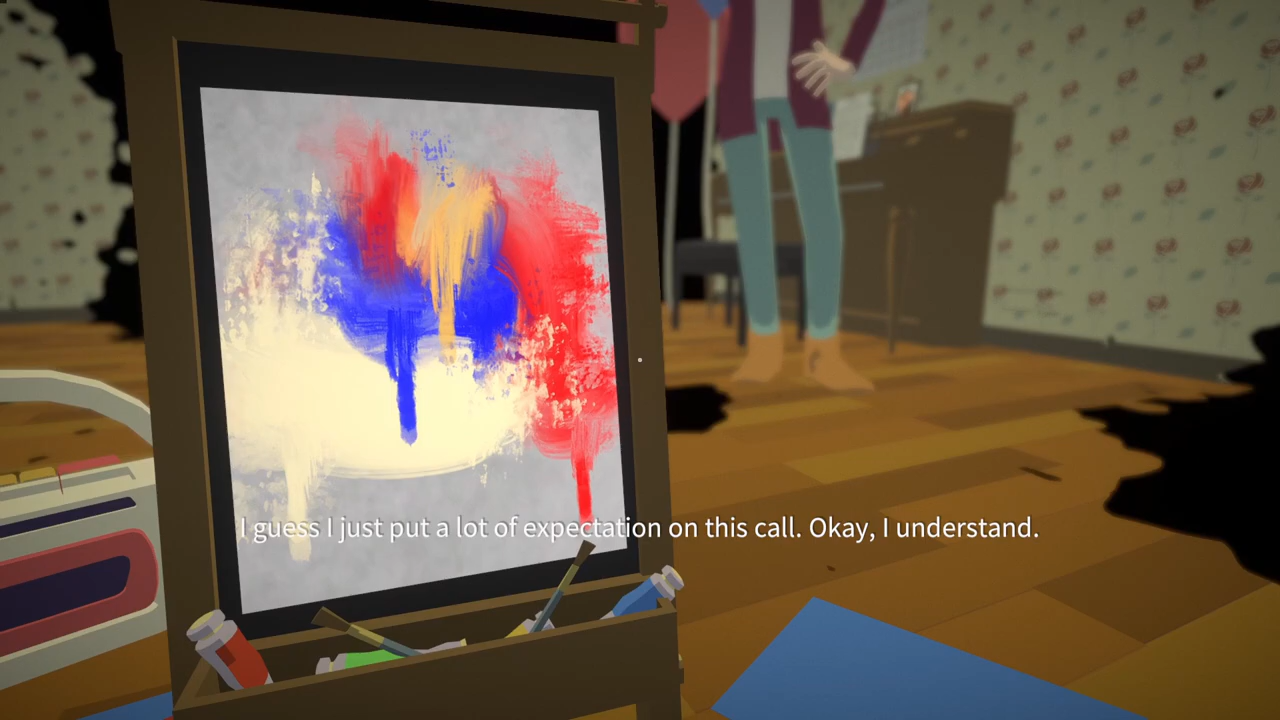 I guess I just put a lot of expectation on this call. Okay, I understand.